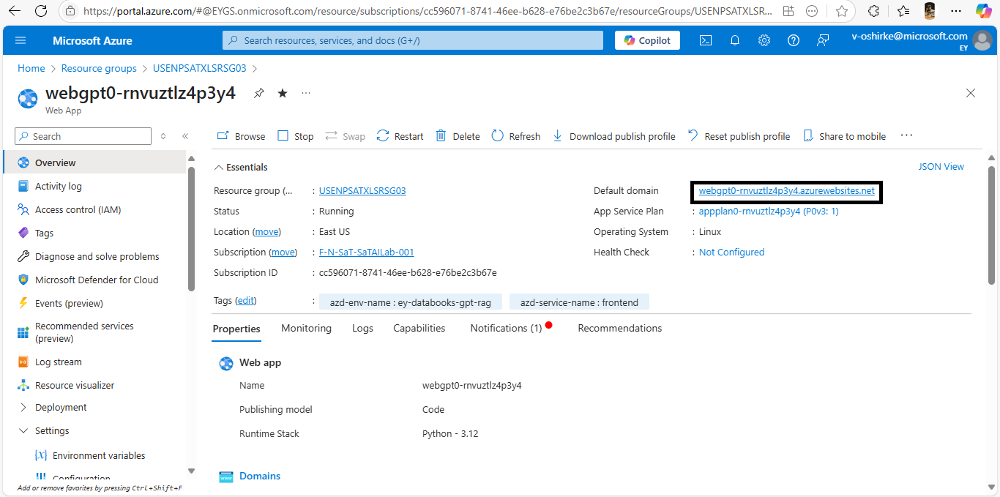 https://portal.azure.com/#@EYGS.onmicrosoft.com/resource/subscriptions/cc596071-8741-46ee-b628-e76be2c3b67e/resourceGroups/USENPSATXLSR...
Microsoft Azure
Search resources, services, and docs (G+/)
Copilot
v-oshirke@microsoft.com
EY
Home > Resource groups > USENPSATXLSRSG03 >
webgpt0-rnvuztlz4p3y4
Web App
Search
Browse Stop Swap Restart Delete Refresh Download publish profile Reset publish profile Share to mobile ...
Overview
Activity log
Access control (IAM)
Tags
Diagnose and solve problems
Microsoft Defender for Cloud
Events (preview)
Recommended services
(preview)
Log stream
Resource visualizer
Deployment
Settings
Environment variables
Configuration
Add or remove favorites by pressing Ctrl+Shift+F
Essentials
JSON View
Resource group (... : USENPSATXLSRSG03
Status : Running
Location (move) : East US
Subscription (move) : F-N-SaT-SaTAILab-001
Subscription ID : cc596071-8741-46ee-b628-e76be2c3b67e
Default domain webgpt0-rnvuztlz4p3y4.azurewebsites.net
App Service Plan : appplan0-rnvuztlz4p3y4 (P0v3: 1)
Operating System : Linux
Health Check : Not Configured
Tags (edit) : azd-env-name : ey-databooks-gpt-rag azd-service-name : frontend
Properties Monitoring Logs Capabilities Notifications (1) Recommendations
Web app
Name webgpt0-rnvuztlz4p3y4
Publishing model Code
Runtime Stack Python - 3.12
Domains